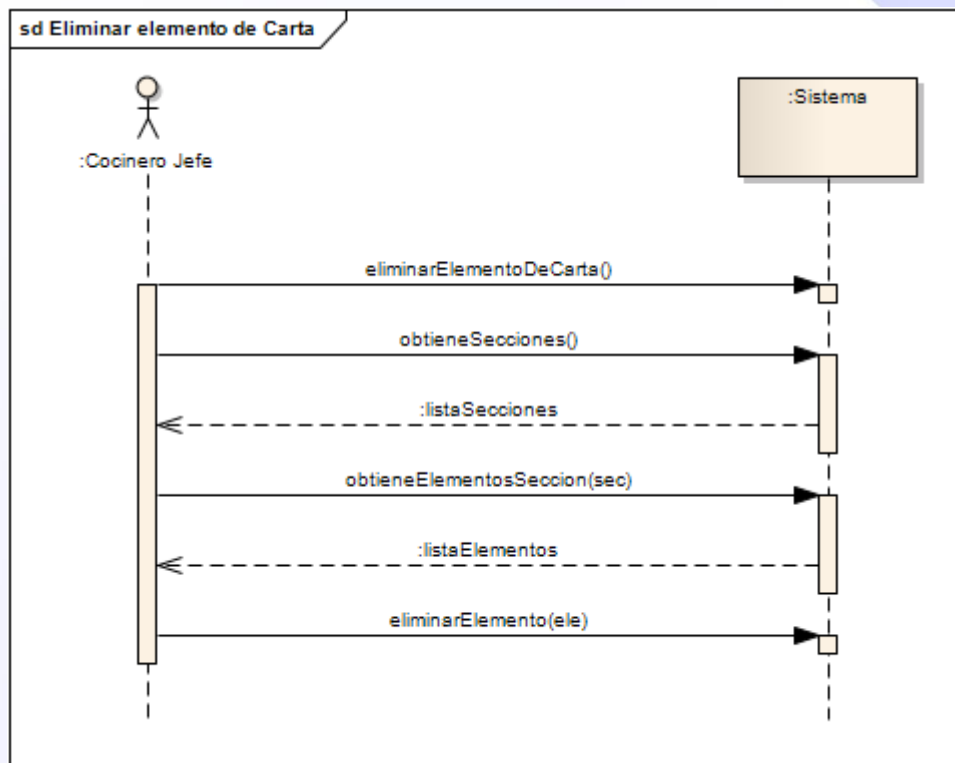 sd Eliminar elemento de Carta
:Cocinero Jefe
:Sistema
eliminarElementoDeCarta()
obtieneSecciones()
:listaSecciones
obtieneElementosSeccion(sec)
:listaElementos
eliminarElemento(ele)